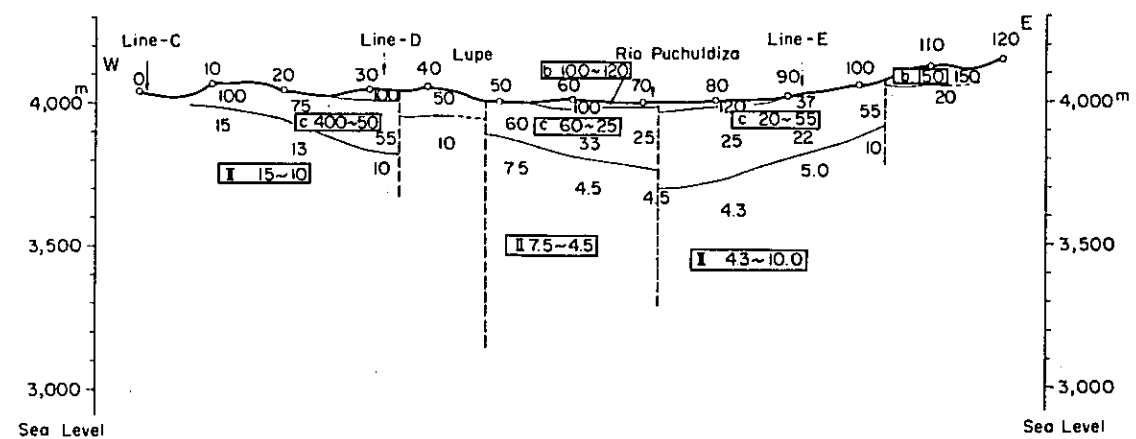 Line-C Line-D Lupe Rio Puchuldiza Line-E
W E
0 10 20 30 40 50 60 70 80 90 100 110 120
b 100~120 b 150 150
4,000 m 100 75 100 50 100 120 37 4,000 m
15 c 400~50 55 60 c 60~25 25 25 c 20~55 55 20
13 10 10 33 22 10
II 15~10 7.5 4.5 4.5 4.3 5.0
3,500 II 7.5~4.5 II 4.3~10.0 3,500
3,000 3,000
Sea Level Sea Level